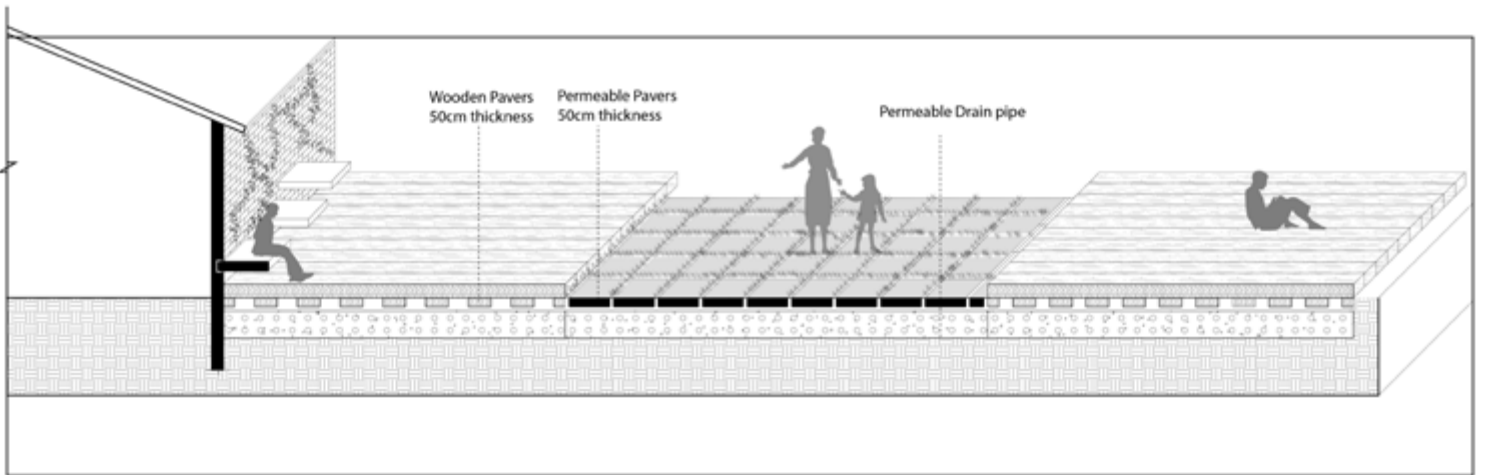 Wooden Pavers
50cm thickness
Permeable Pavers
50cm thickness
Permeable Drain pipe